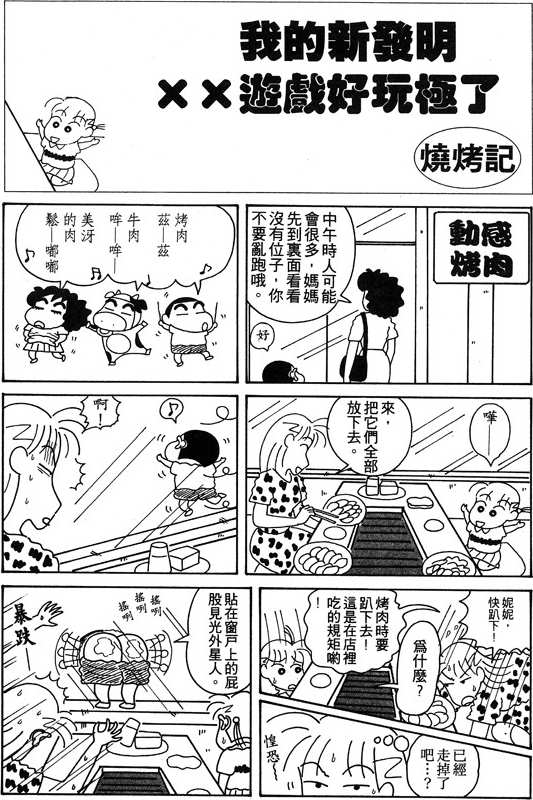 我的新發明
××遊戲好玩極了
燒烤記
動感
烤肉
中午時人可能
會很多，媽媽
先到裏面看看
沒有位子，你
不要亂跑哦。
好
烤肉
茲—茲
牛肉
哞—哞—
美牙
的肉
鬆—嘟嘟
嘩
來，
把它們全部
放下去。
啊！
妮妮，
快趴下！
爲什麼？
烤肉時要
趴下去！
這是在店裡
吃的規矩喲
！
已經
走掉了
吧…？
惶恐～
貼在窗戶上的屁
股見光外星人。
搖咧
搖咧
搖咧
暴跌—